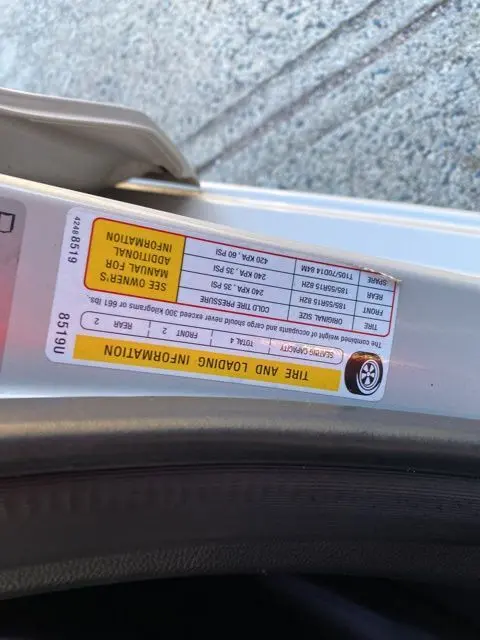 TIRE AND LOADING INFORMATION
SEATING CAPACITY | TOTAL 4 | FRONT 2 | REAR 2
The combined weight of occupants and cargo should never exceed 300 kilograms or 661 lbs.
TIRE ORIGINAL SIZE COLD TIRE PRESSURE
FRONT 185/55R15 82H 240 KPA, 35 PSI
REAR 185/55R15 82H 240 KPA, 35 PSI
SPARE T105/70D14 84M 420 KPA, 60 PSI
SEE OWNER'S
MANUAL FOR
ADDITIONAL
INFORMATION
8519U
42488519